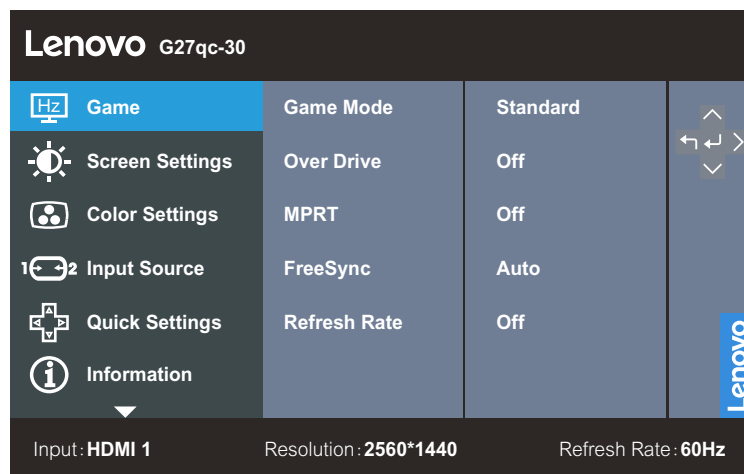 Lenovo G27qc-30
Hz Game Game Mode Standard
Screen Settings Over Drive Off
Color Settings MPRT Off
1 2 Input Source FreeSync Auto
Quick Settings Refresh Rate Off
Information
Lenovo
Input: HDMI 1 Resolution: 2560*1440 Refresh Rate: 60Hz